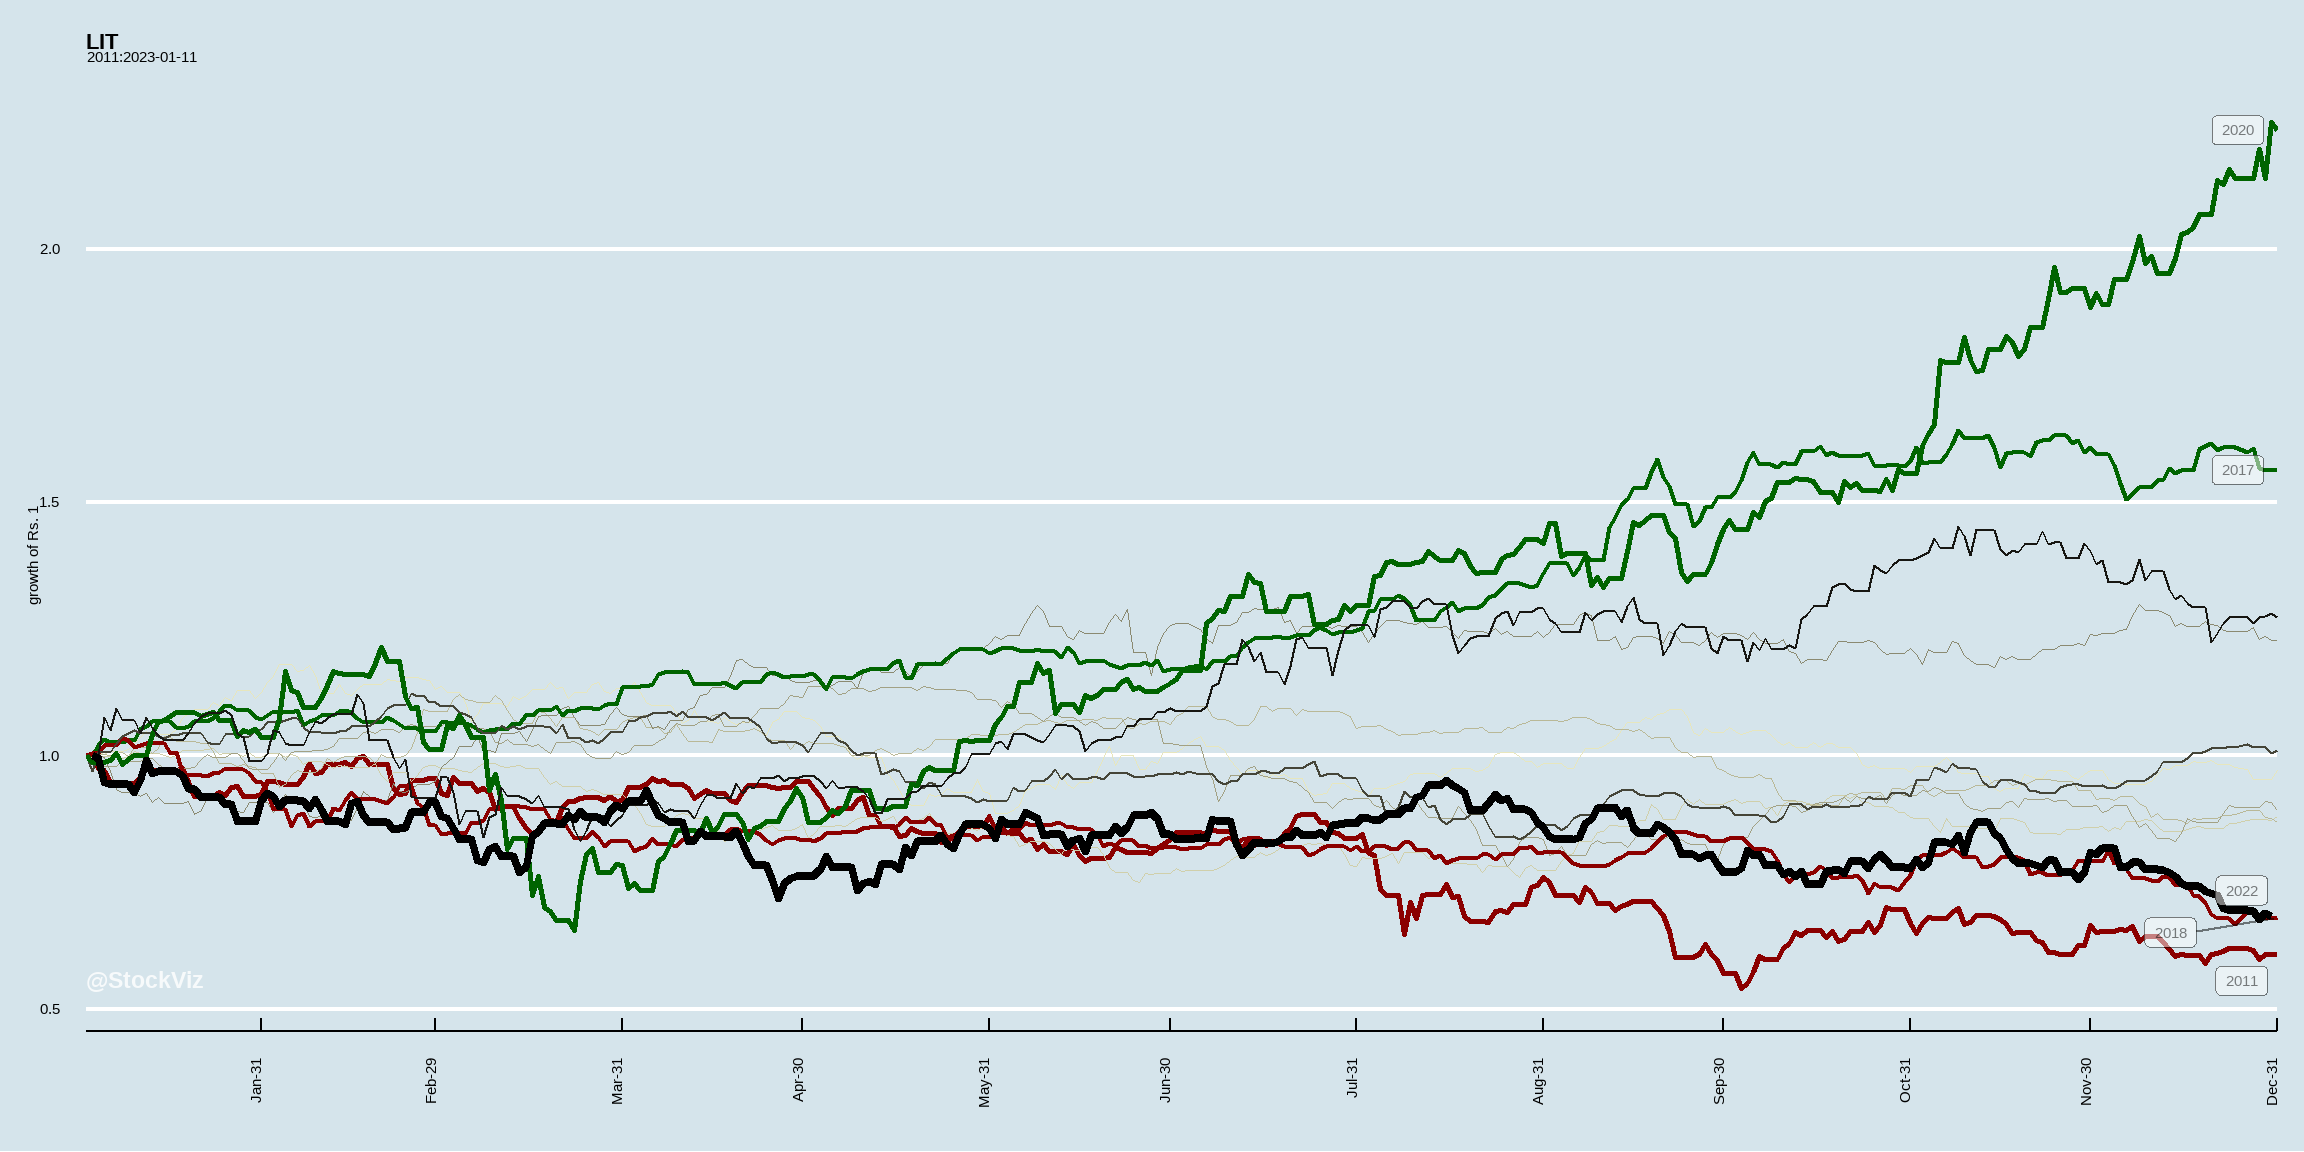 LIT
2011:2023-01-11
2020
2.0
2017
1.5
growth of Rs. 1
1.0
2022
2018
@StockViz
2011
0.5
Jan-31
Feb-29
Mar-31
Apr-30
May-31
Jun-30
Jul-31
Aug-31
Sep-30
Oct-31
Nov-30
Dec-31